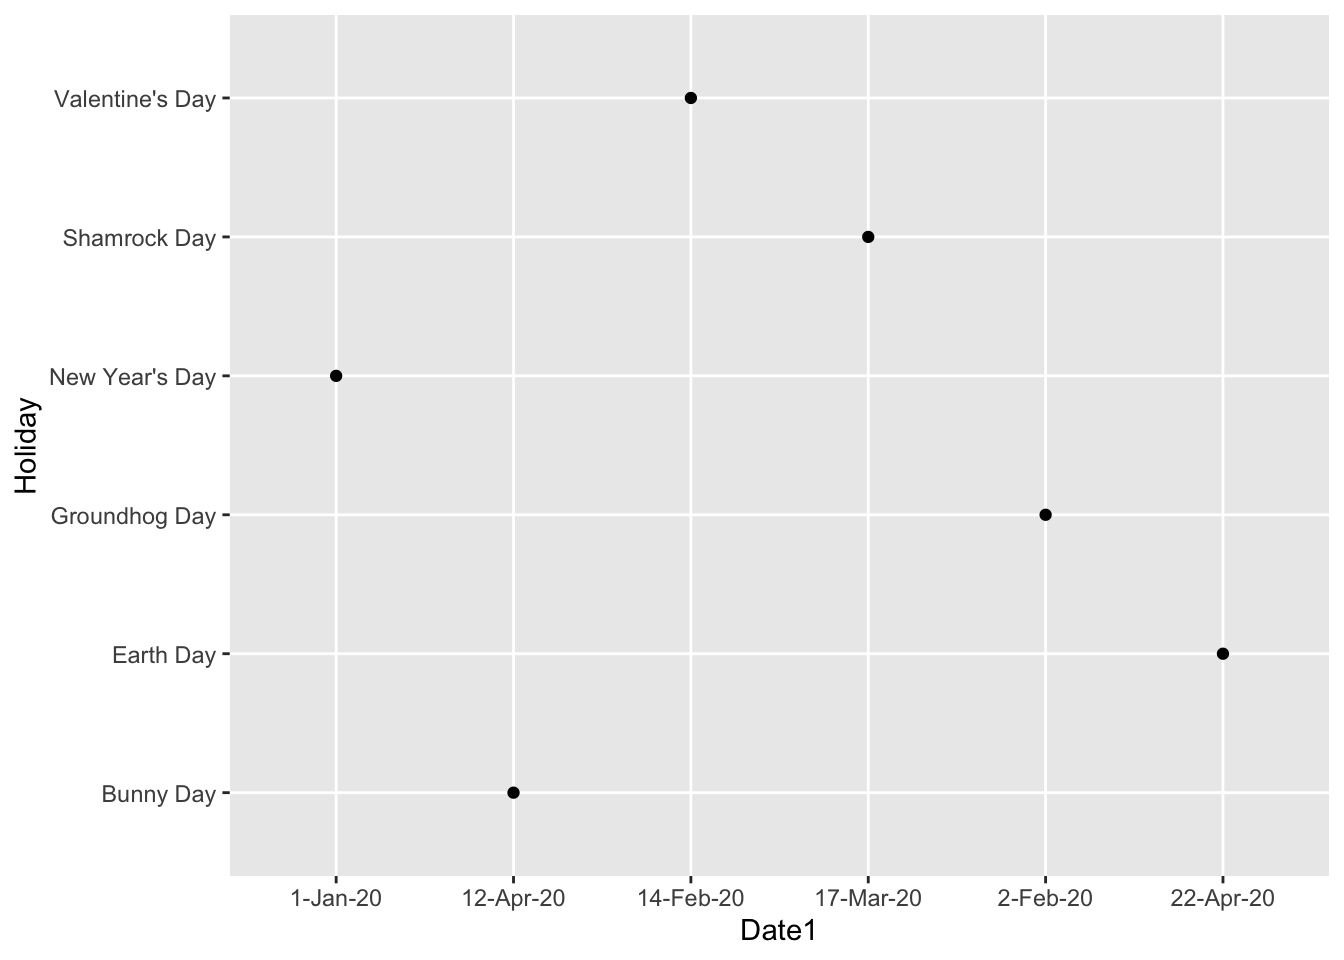 Valentine's Day
Shamrock Day
New Year's Day
Groundhog Day
Earth Day
Bunny Day
Holiday
1-Jan-20 12-Apr-20 14-Feb-20 17-Mar-20 2-Feb-20 22-Apr-20
Date1